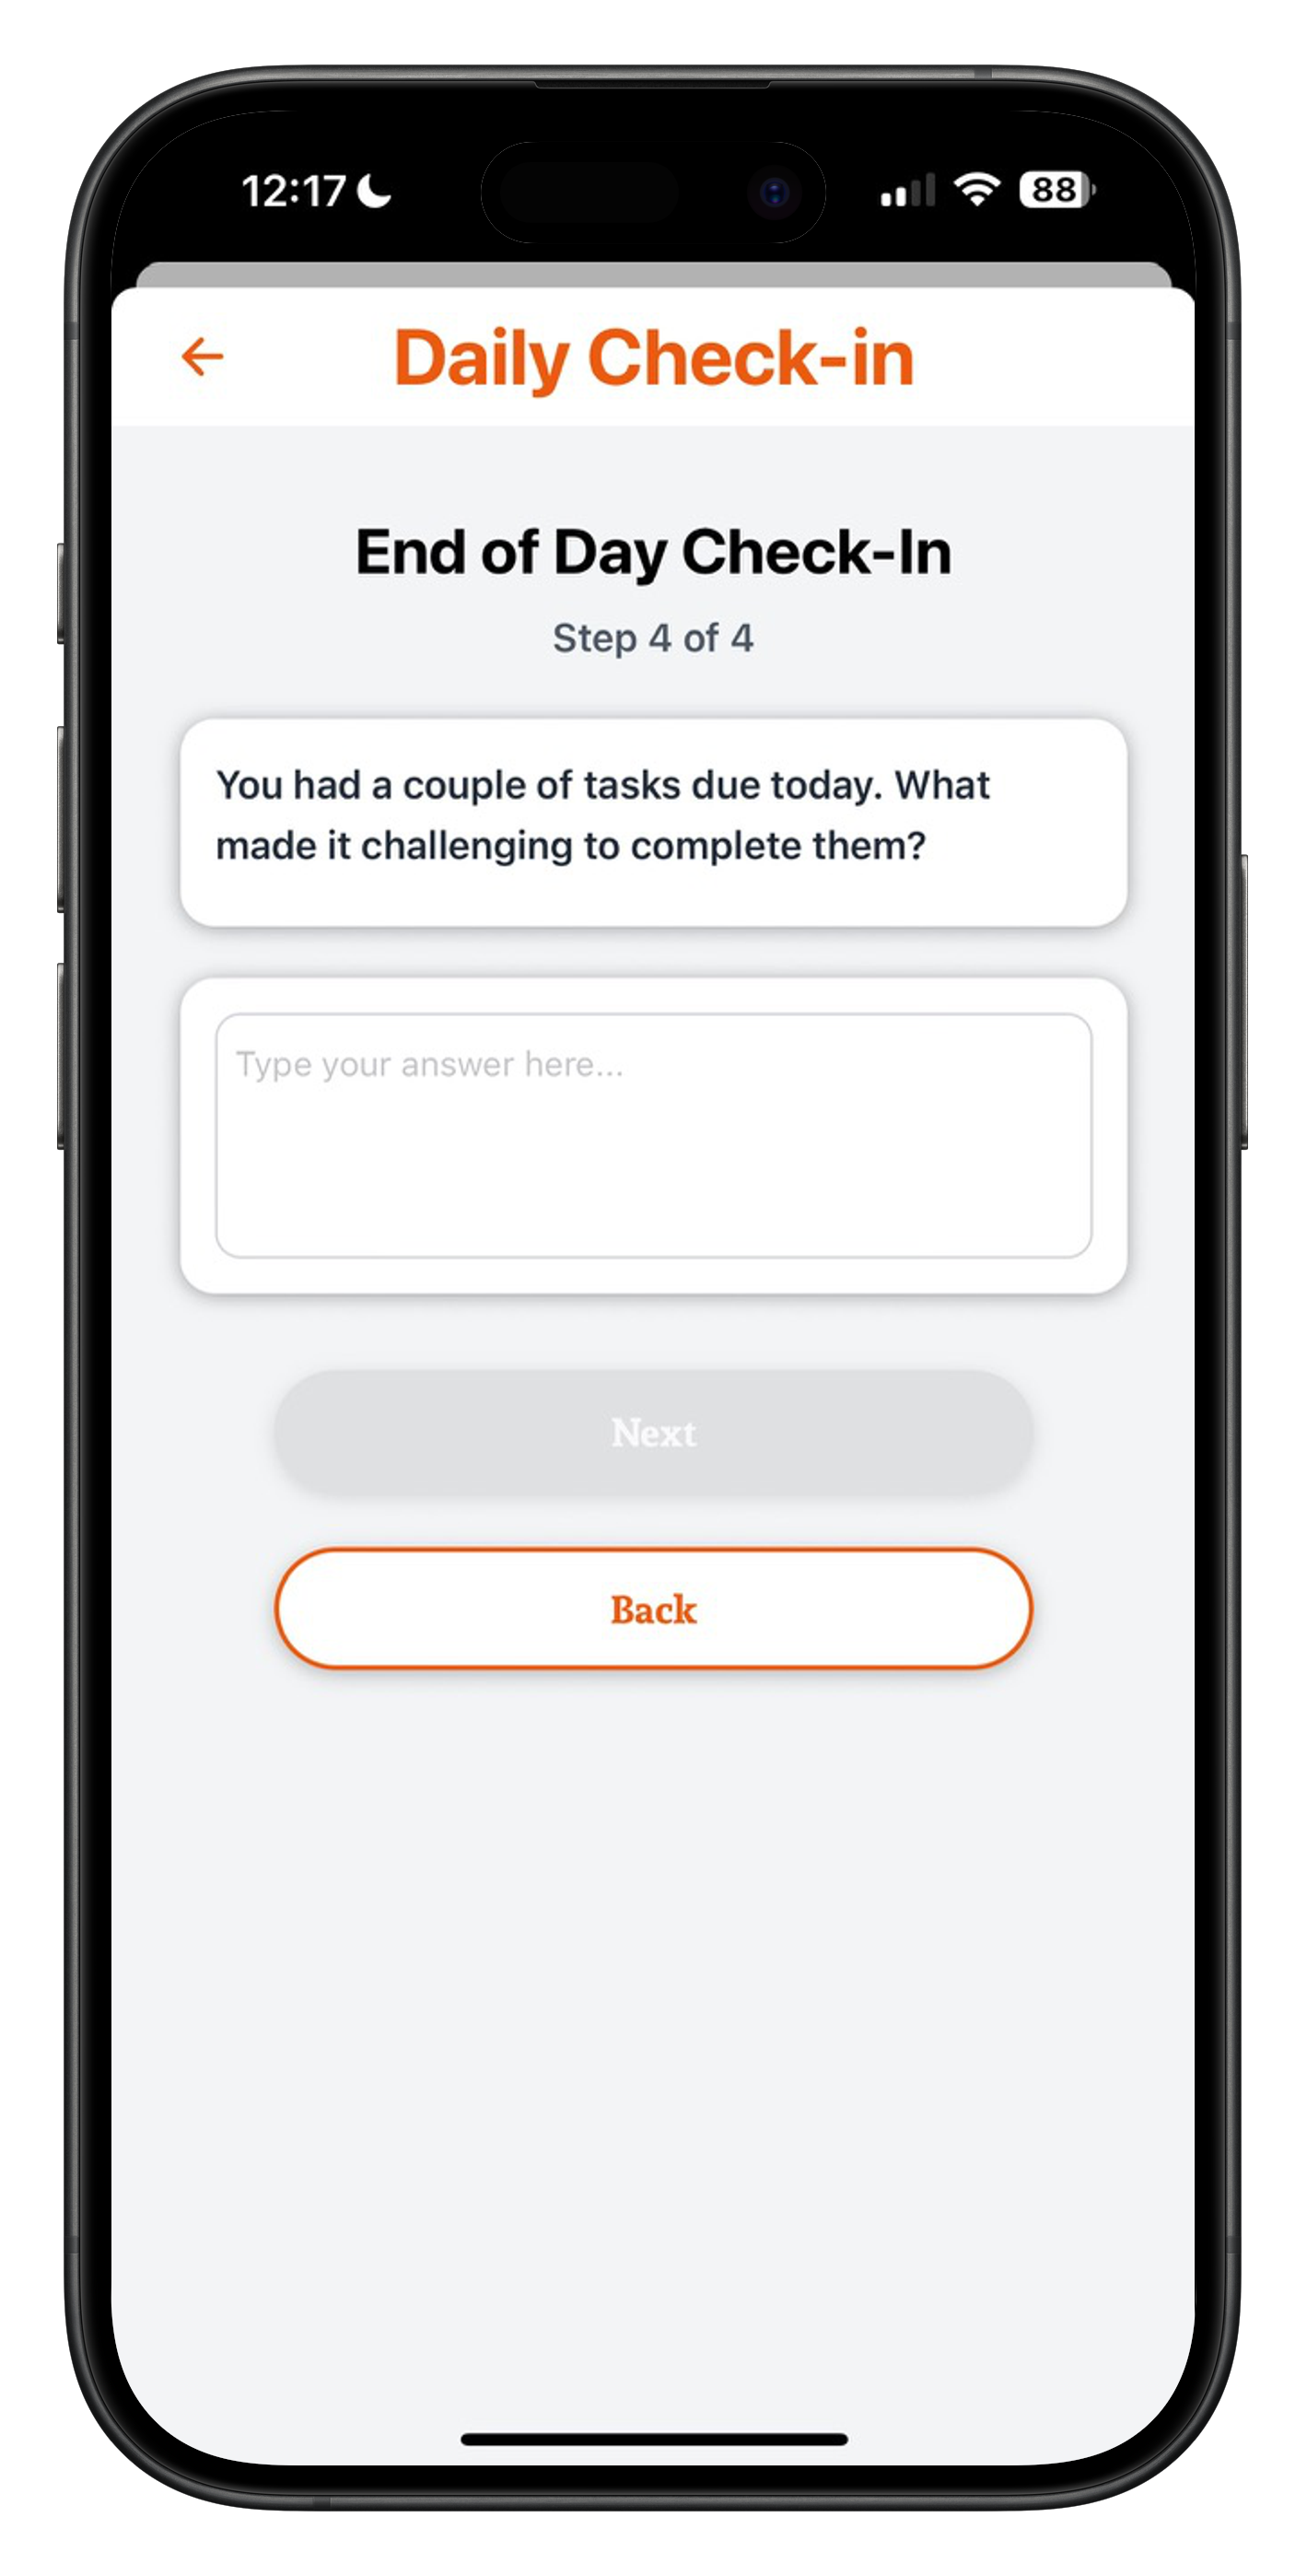 12:17
88
Daily Check-in
End of Day Check-In
Step 4 of 4
You had a couple of tasks due today. What
made it challenging to complete them?
Type your answer here...
Next
Back